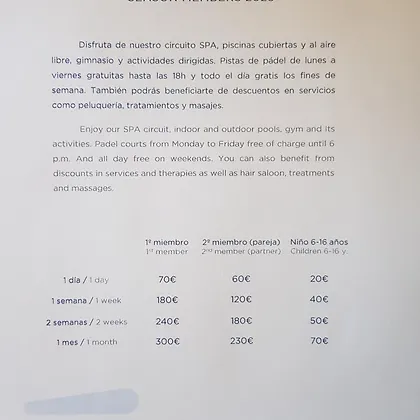 Disfruta de nuestro circuito SPA, piscinas cubiertas y al aire
libre, gimnasio y actividades dirigidas. Pistas de pádel de lunes a
viernes gratuitas hasta las 18h y todo el día gratis los fines de
semana. También podrás beneficiarte de descuentos en servicios
como peluquería, tratamientos y masajes.
Enjoy our SPA circuit, indoor and outdoor pools, gym and its
activities. Padel courts from Monday to Friday free of charge until 6
p.m. And all day free on weekends. You can also benefit from
discounts in services and therapies as well as hair saloon, treatments
and massages.
1º miembro 2º miembro (pareja) Niño 6-16 años
1st member 2nd member (partner) Children 6-16 y.
1 día / 1 day 70€ 60€ 20€
1 semana / 1 week 180€ 120€ 40€
2 semanas / 2 weeks 240€ 180€ 50€
1 mes / 1 month 300€ 230€ 70€